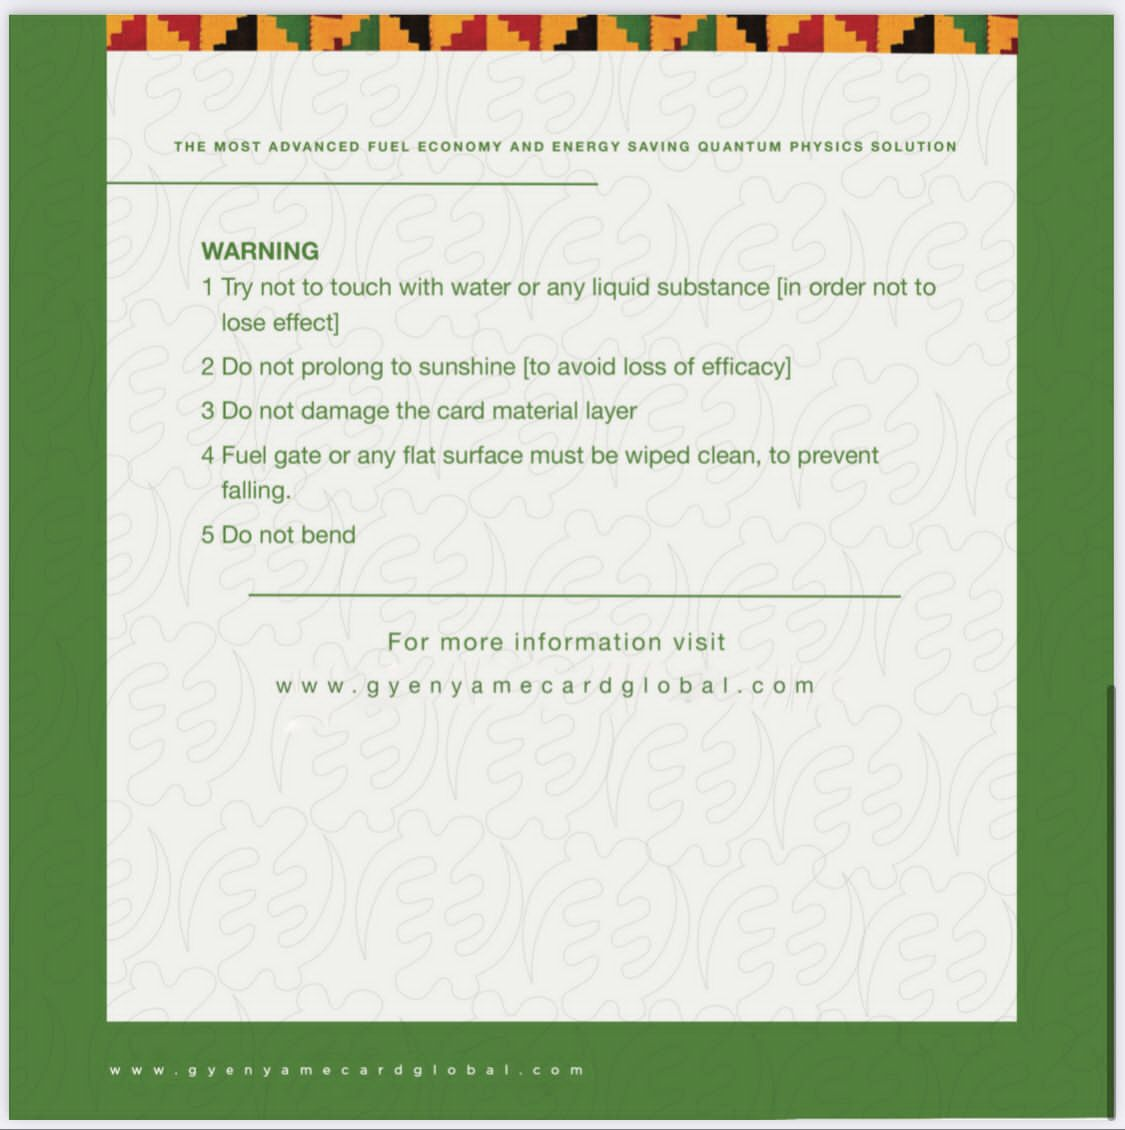 THE MOST ADVANCED FUEL ECONOMY AND ENERGY SAVING QUANTUM PHYSICS SOLUTION
WARNING
1 Try not to touch with water or any liquid substance [in order not to
lose effect]
2 Do not prolong to sunshine [to avoid loss of efficacy]
3 Do not damage the card material layer
4 Fuel gate or any flat surface must be wiped clean, to prevent
falling.
5 Do not bend
For more information visit
www.gyenyamecardglobal.com
www.gyenyamecardglobal.com